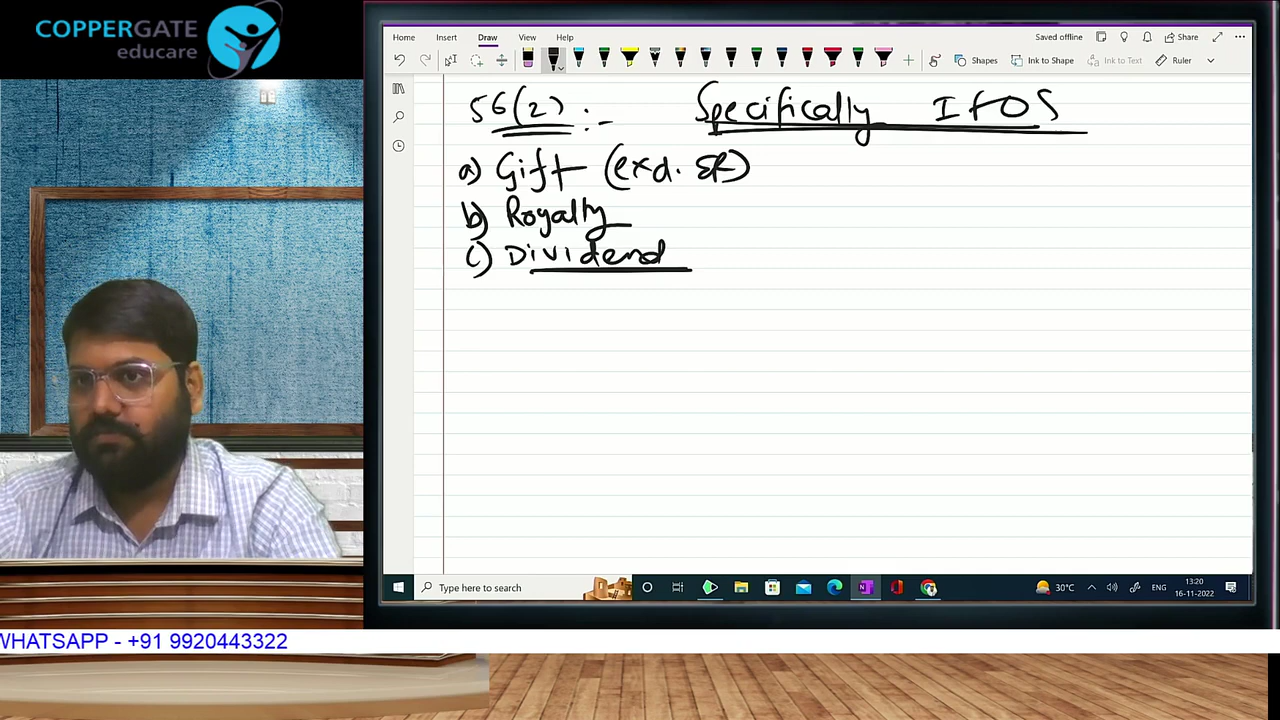 COPPERGATE
educare
Home Insert Draw View Help
Saved offline
Share
Shapes
Ink to Shape
Ink to Text
Ruler
56(2) :- Specifically IFOS
a) Gift (excl. SR)
b) Royalty
c) Dividend
Type here to search
30°C
ENG
13:20
16-11-2022
WHATSAPP - +91 9920443322